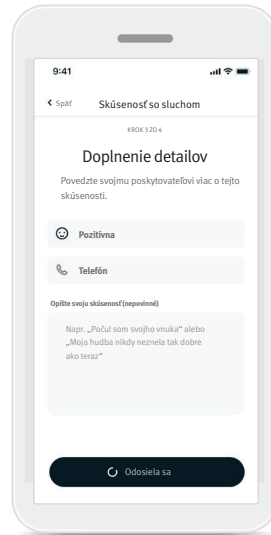 9:41
Späť
Skúsenosť so sluchom
KROK 3 ZO 4
Doplnenie detailov
Povedzte svojmu poskytovateľovi viac o tejto
skúsenosti.
Pozitívna
Telefón
Opíšte svoju skúsenosť (nepovinné)
Napr. „Počul som svojho vnuka“ alebo
„Moja hudba nikdy neznela tak dobre
ako teraz“
Odosiela sa